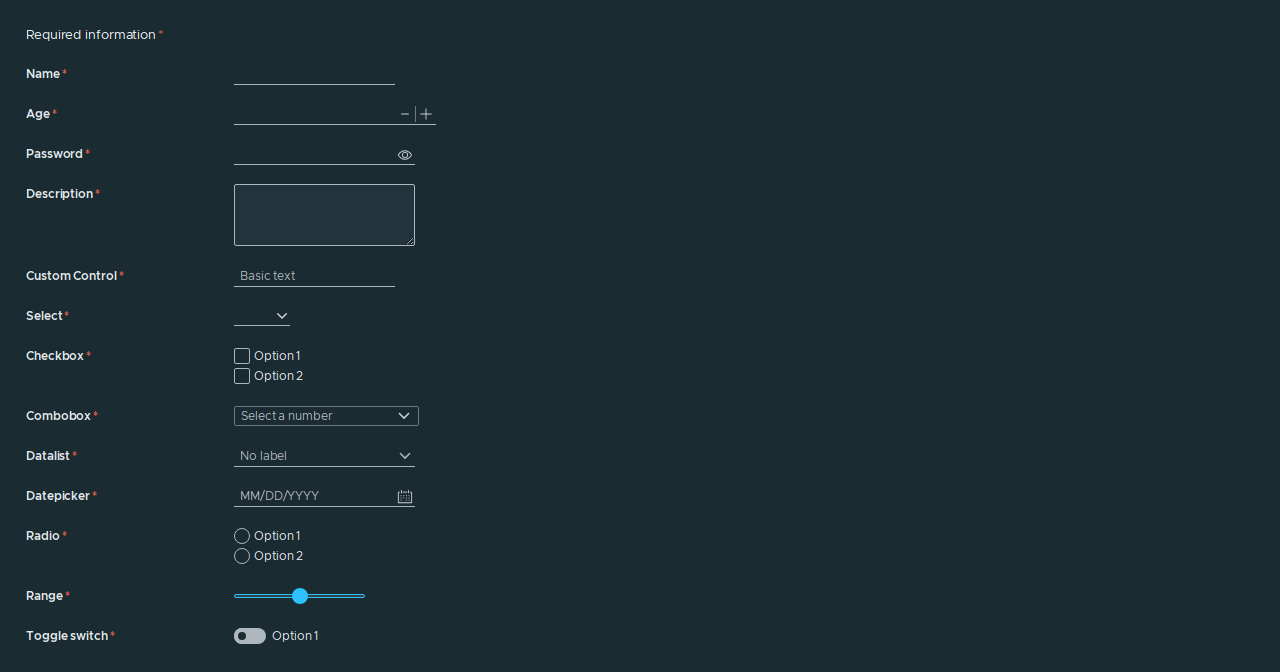 Required information *
Name *
Age *
Password *
Description *
Custom Control * Basic text
Select *
Checkbox * Option 1
Option 2
Combobox * Select a number
Datalist * No label
Datepicker * MM/DD/YYYY
Radio * Option 1
Option 2
Range *
Toggle switch * Option 1